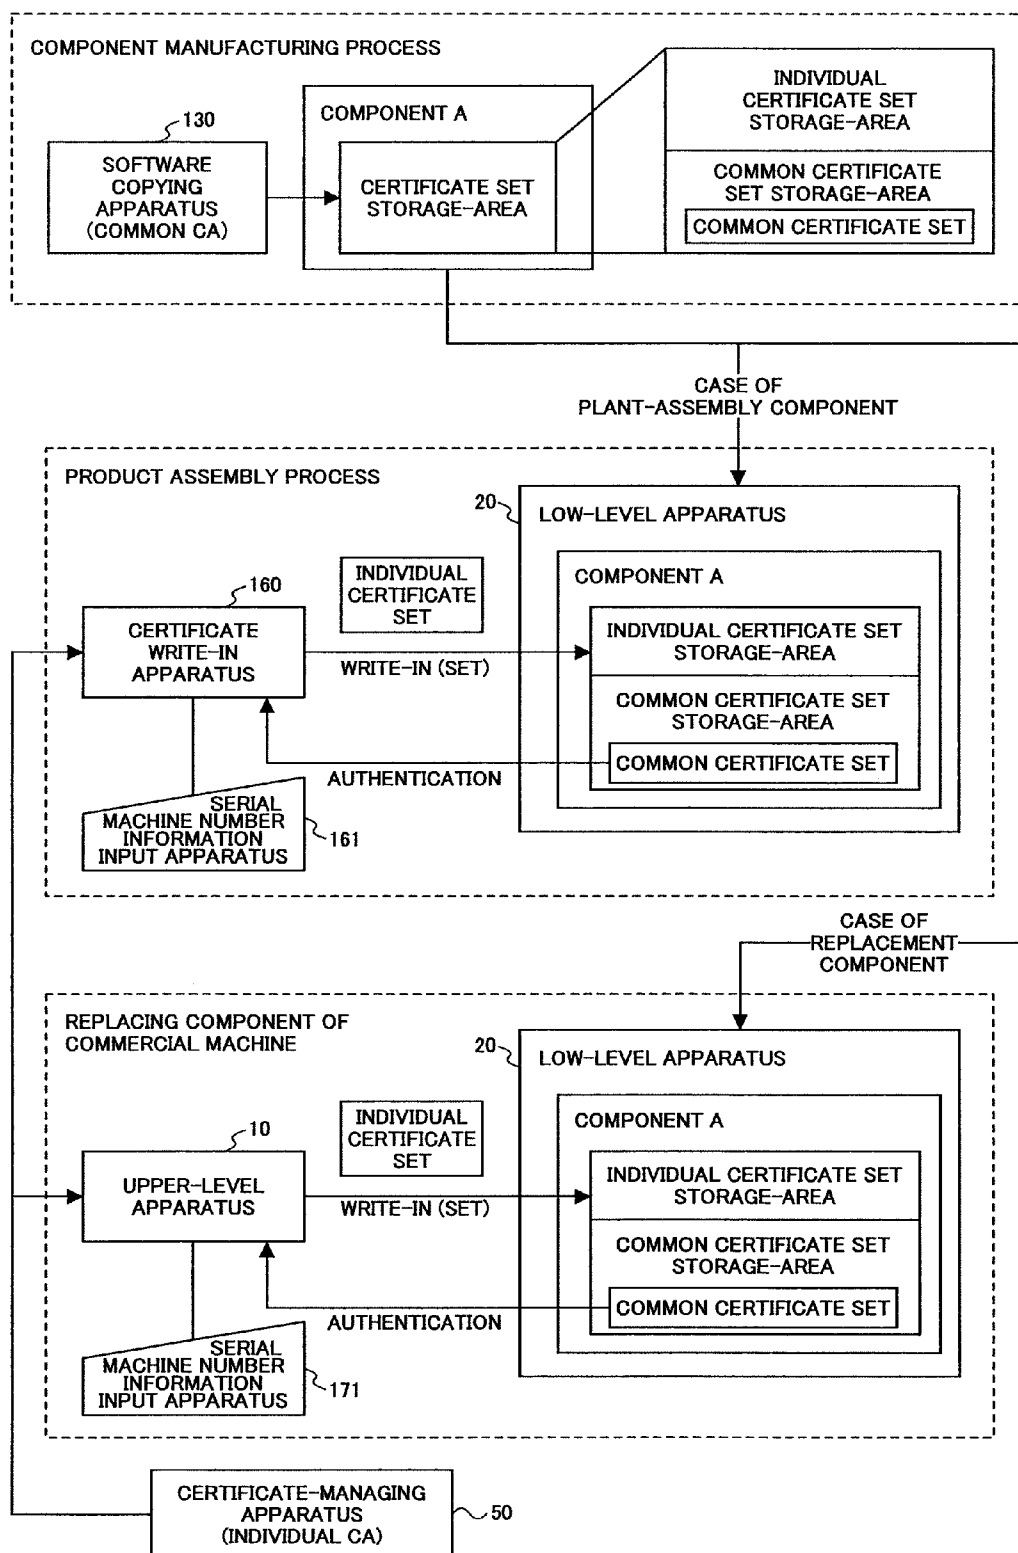 COMPONENT MANUFACTURING PROCESS
130
SOFTWARE
COPYING
APPARATUS
(COMMON CA)
COMPONENT A
CERTIFICATE SET
STORAGE-AREA
INDIVIDUAL
CERTIFICATE SET
STORAGE-AREA
COMMON CERTIFICATE
SET STORAGE-AREA
COMMON CERTIFICATE SET
CASE OF
PLANT-ASSEMBLY COMPONENT
PRODUCT ASSEMBLY PROCESS
160
CERTIFICATE
WRITE-IN
APPARATUS
INDIVIDUAL
CERTIFICATE
SET
WRITE-IN (SET)
AUTHENTICATION
SERIAL
MACHINE NUMBER
INFORMATION
INPUT APPARATUS
161
20
LOW-LEVEL APPARATUS
COMPONENT A
INDIVIDUAL CERTIFICATE SET
STORAGE-AREA
COMMON CERTIFICATE SET
STORAGE-AREA
COMMON CERTIFICATE SET
CASE OF
REPLACEMENT
COMPONENT
REPLACING COMPONENT OF
COMMERCIAL MACHINE
10
UPPER-LEVEL
APPARATUS
INDIVIDUAL
CERTIFICATE
SET
WRITE-IN (SET)
AUTHENTICATION
SERIAL
MACHINE NUMBER
INFORMATION
INPUT APPARATUS
171
20
LOW-LEVEL APPARATUS
COMPONENT A
INDIVIDUAL CERTIFICATE SET
STORAGE-AREA
COMMON CERTIFICATE SET
STORAGE-AREA
COMMON CERTIFICATE SET
CERTIFICATE-MANAGING
APPARATUS
(INDIVIDUAL CA)
50